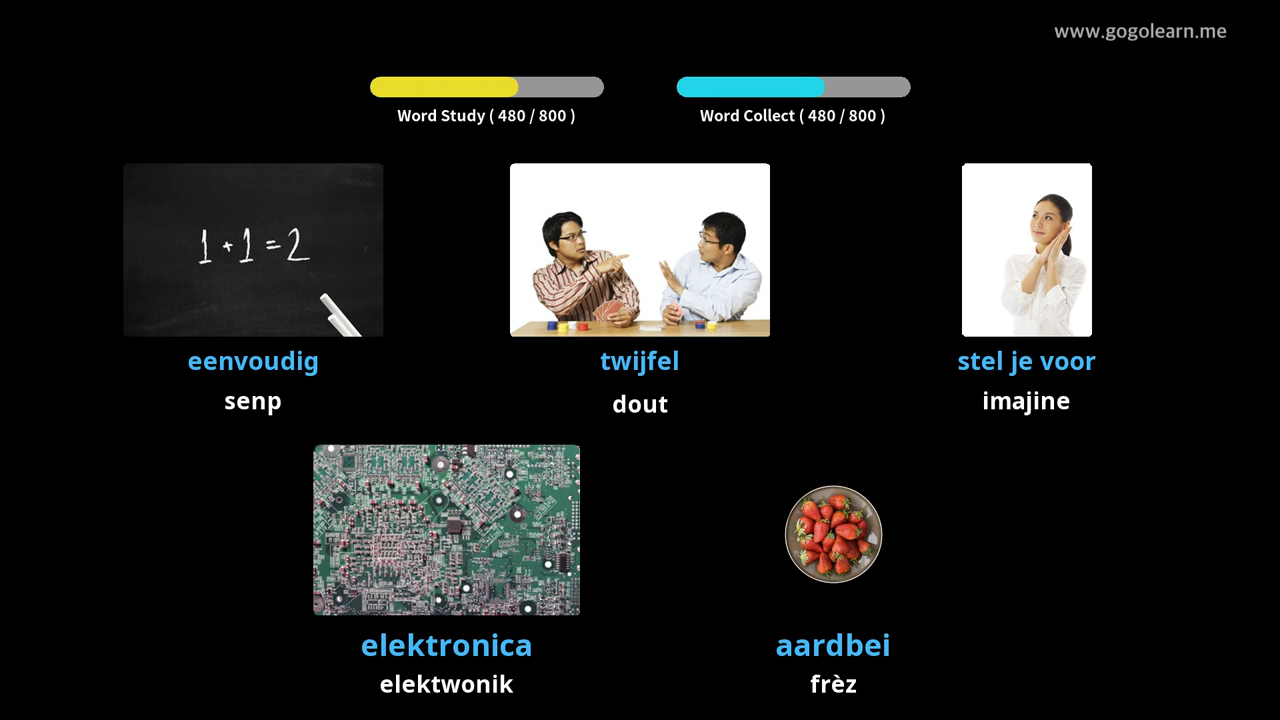 www.gogolearn.me
Word Study ( 480 / 800 )
Word Collect ( 480 / 800 )
1 + 1 = 2
eenvoudig
twijfel
stel je voor
senp
dout
imajine
elektronica
aardbei
elektwonik
frèz